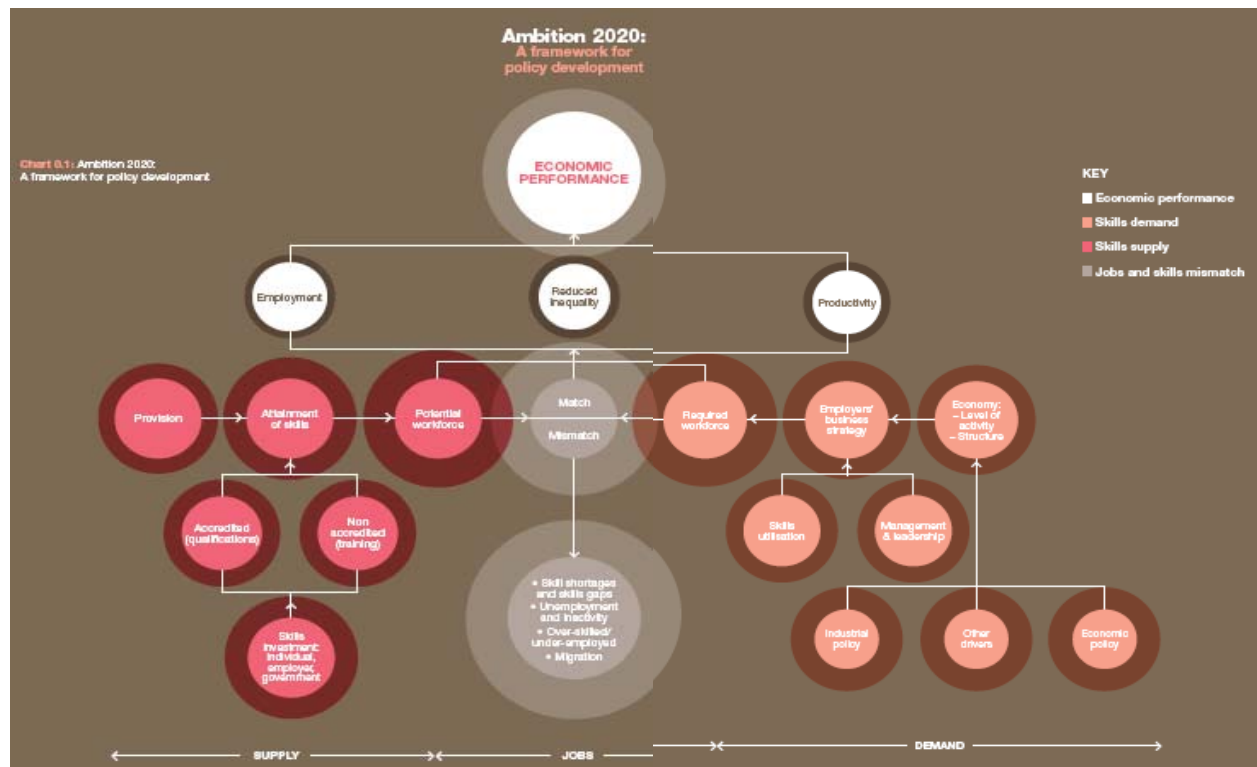 Ambition 2020:
A framework for
policy development
ECONOMIC
PERFORMANCE
Chart 0.1: Ambition 2020:
A framework for policy development
KEY
Economic performance
Skills demand
Skills supply
Jobs and skills mismatch
Employment
Reduced
inequality
Productivity
Provision
Attainment
of skills
Potential
workforce
Match
Mismatch
Required
workforce
Employers'
business
strategy
Economy:
– Level of
activity
– Structure
Accredited
(qualifications)
Non
accredited
(training)
Skills
utilisation
Management
& leadership
Skills
investment:
individual,
employer,
government
• Skill shortages
and skills gaps
• Unemployment
and inactivity
• Over-skilled/
under-employed
• Migration
Industrial
policy
Other
drivers
Economic
policy
SUPPLY
JOBS
DEMAND